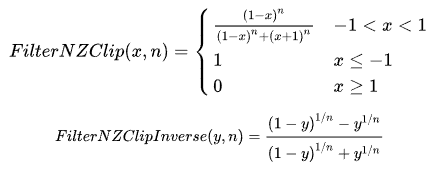 FilterNZClip(x, n) = { (1−x)^n / ((1−x)^n+(x+1)^n)   −1 < x < 1
1   x ≤ −1
0   x ≥ 1
FilterNZClipInverse(y, n) = ((1 − y)^{1/n} − y^{1/n}) / ((1 − y)^{1/n} + y^{1/n})